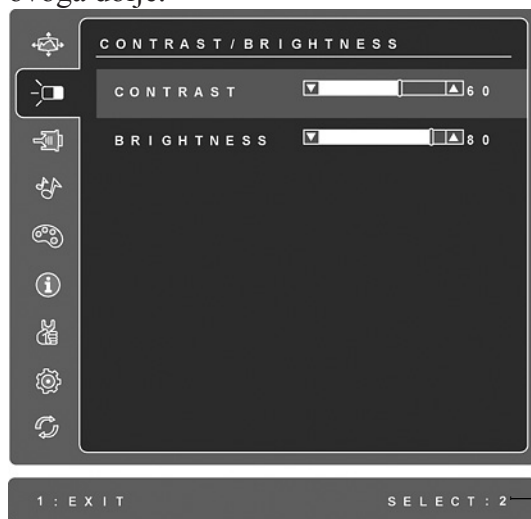 ovoga dolje.
CONTRAST/BRIGHTNESS
CONTRAST 60
BRIGHTNESS 80
1:EXIT SELECT:2